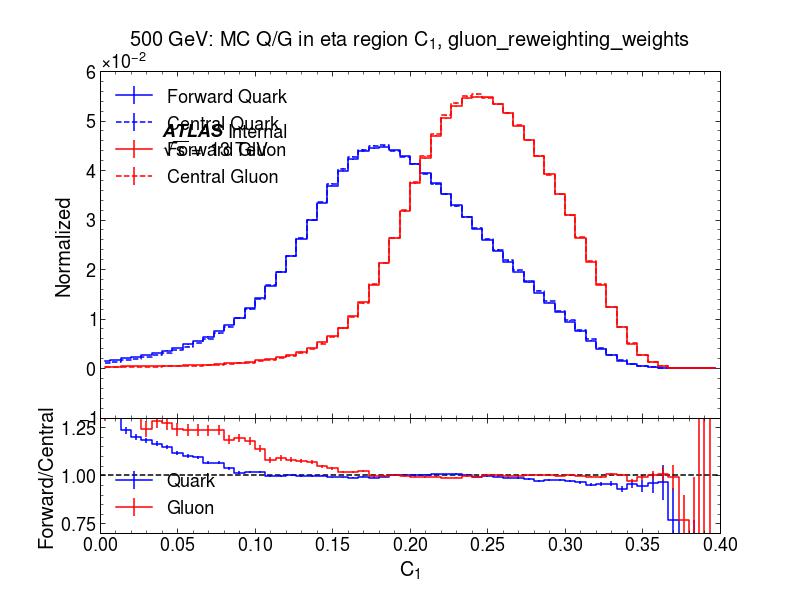 500 GeV: MC Q/G in eta region C₁, gluon_reweighting_weights
×10⁻²
6
5
4
3
2
1
0
−1
Normalized
Forward Quark
Central Quark
ATLAS Internal
√s = 13 TeV
Forward Gluon
Central Gluon
Forward/Central
1.25
1.00
0.75
Quark
Gluon
0.00 0.05 0.10 0.15 0.20 0.25 0.30 0.35 0.40
C₁